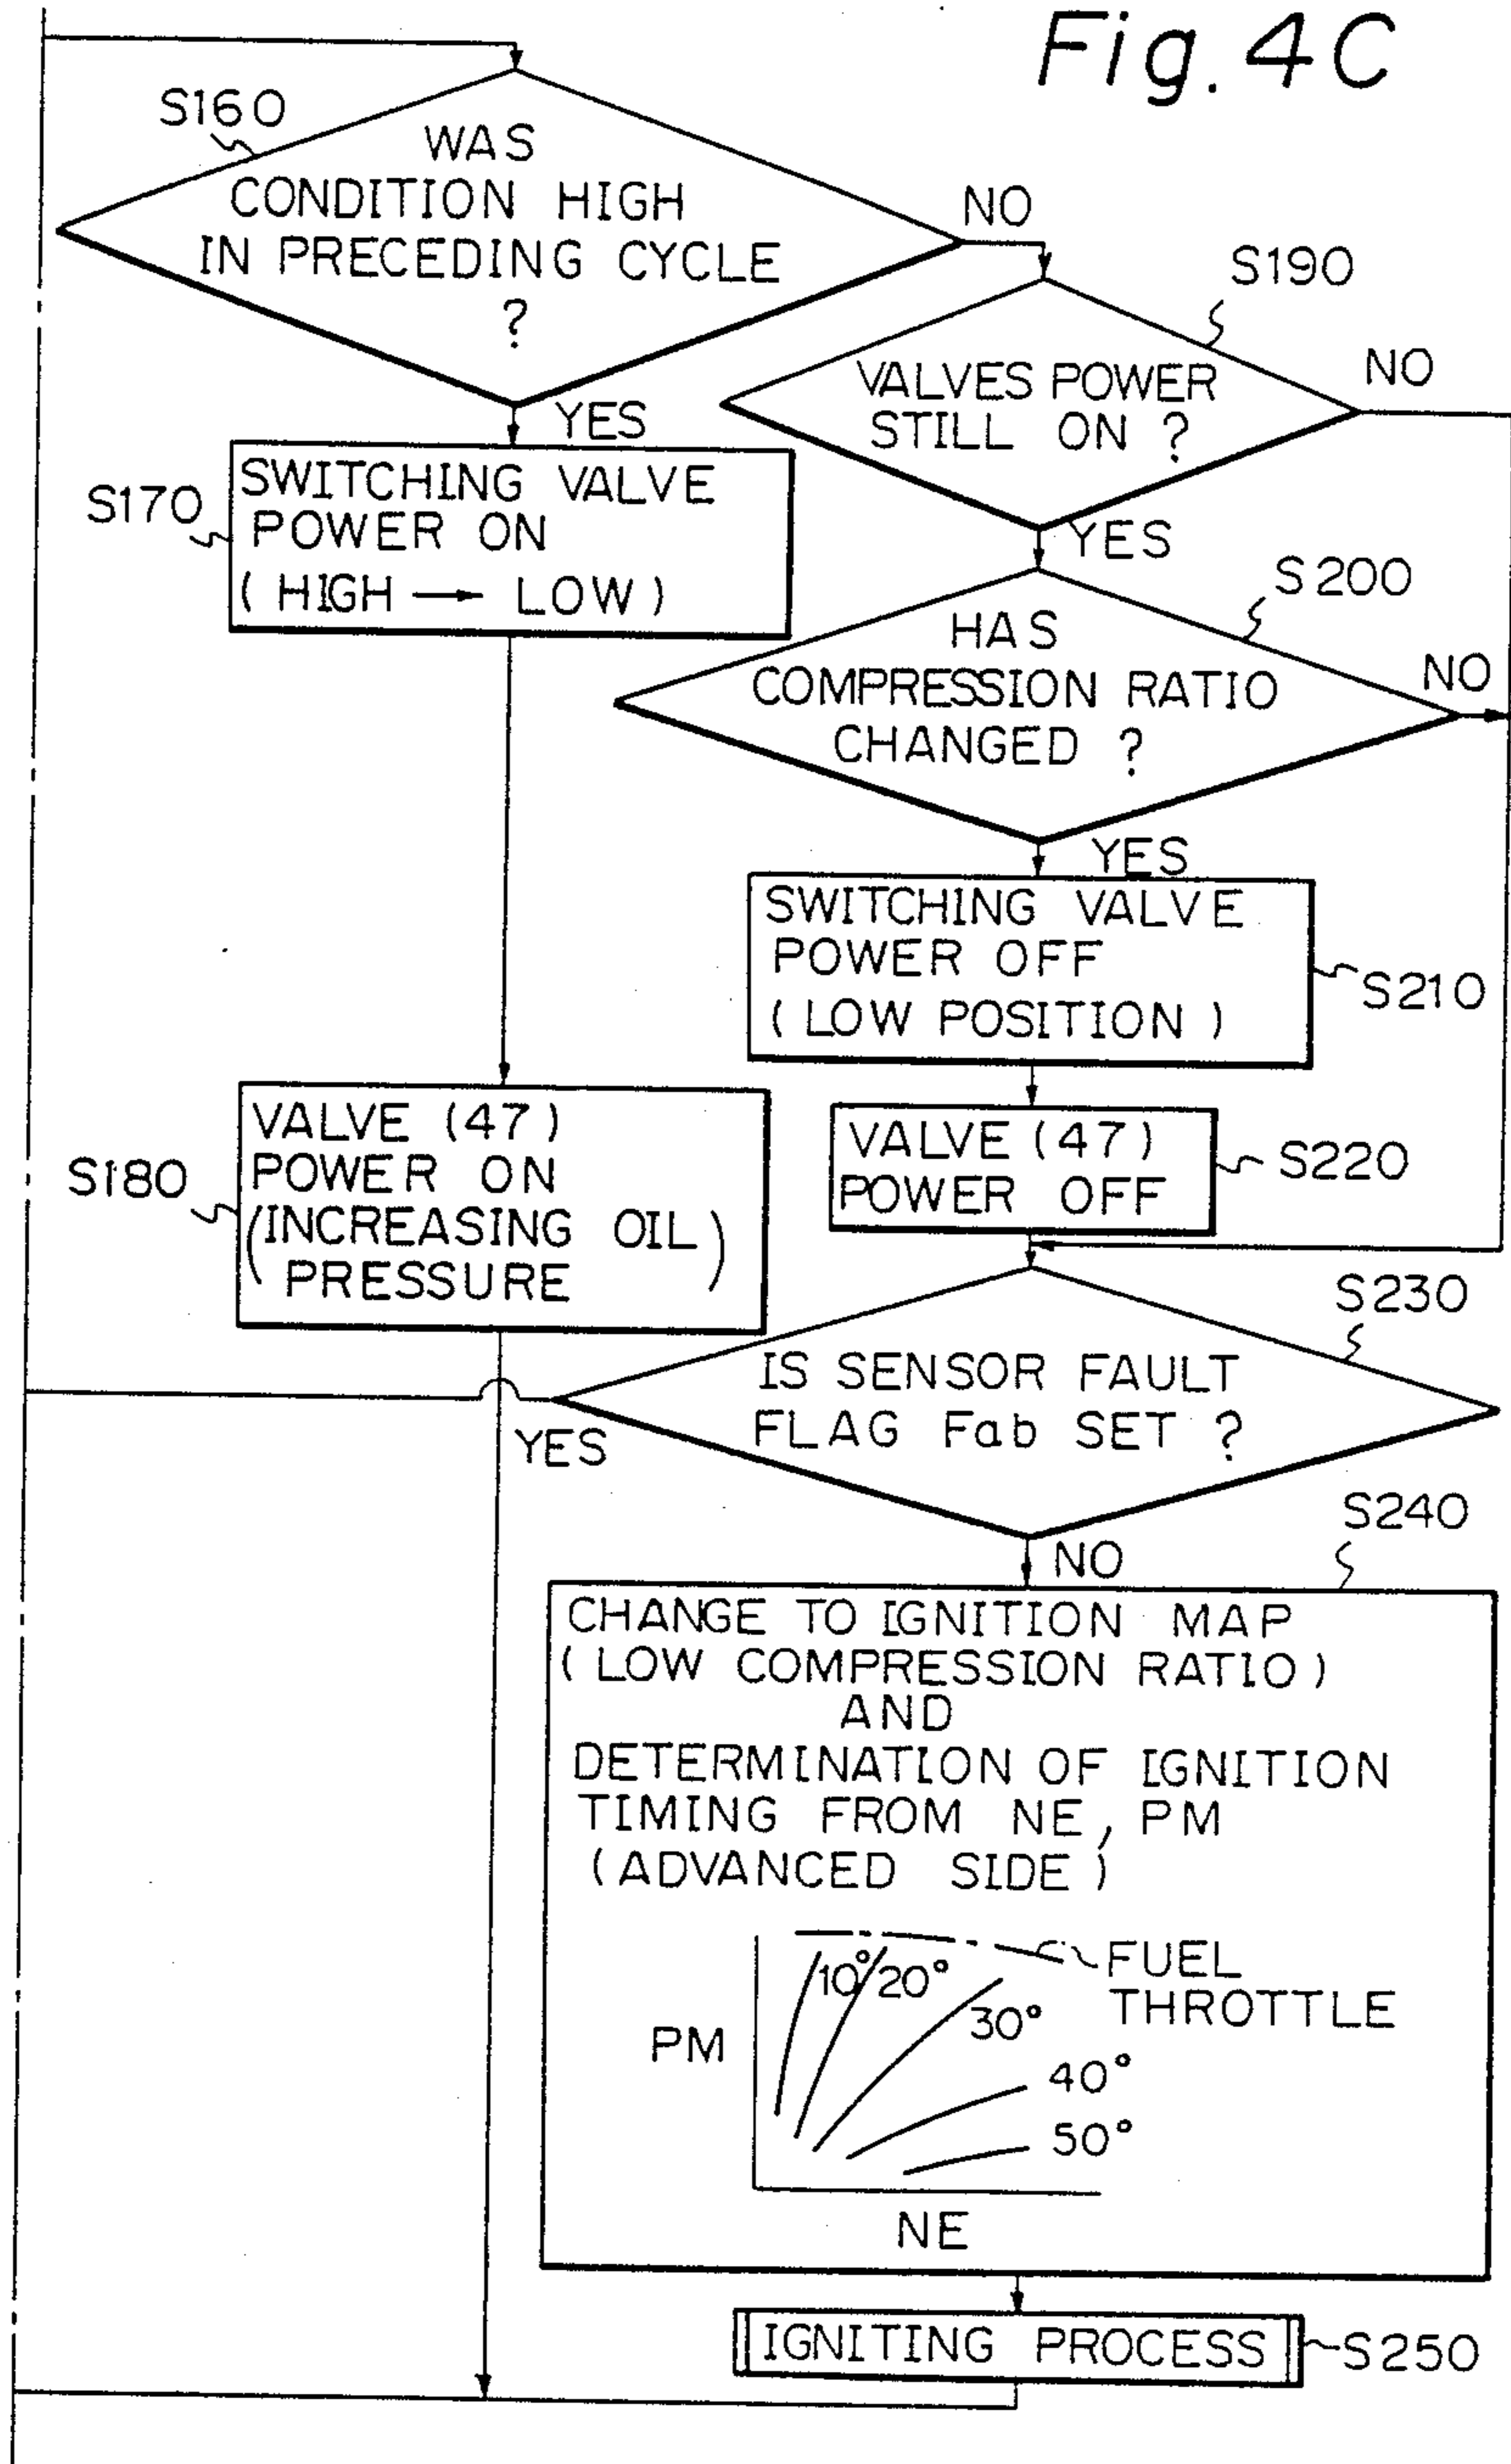 Fig. 4C
S160
WAS
CONDITION HIGH
IN PRECEDING CYCLE
?
NO
YES
S190
VALVES POWER
STILL ON ?
NO
YES
S170
SWITCHING VALVE
POWER ON
( HIGH → LOW )
S200
HAS
COMPRESSION RATIO
CHANGED ?
NO
YES
SWITCHING VALVE
POWER OFF
( LOW POSITION )
S210
S180
VALVE (47)
POWER ON
(INCREASING OIL
PRESSURE)
VALVE (47)
POWER OFF
S220
S230
IS SENSOR FAULT
FLAG Fab SET ?
YES
NO
S240
CHANGE TO IGNITION MAP
( LOW COMPRESSION RATIO )
AND
DETERMINATION OF IGNITION
TIMING FROM NE, PM
( ADVANCED SIDE )
FUEL
THROTTLE
10° 20°
30°
40°
50°
PM
NE
IGNITING PROCESS
S250